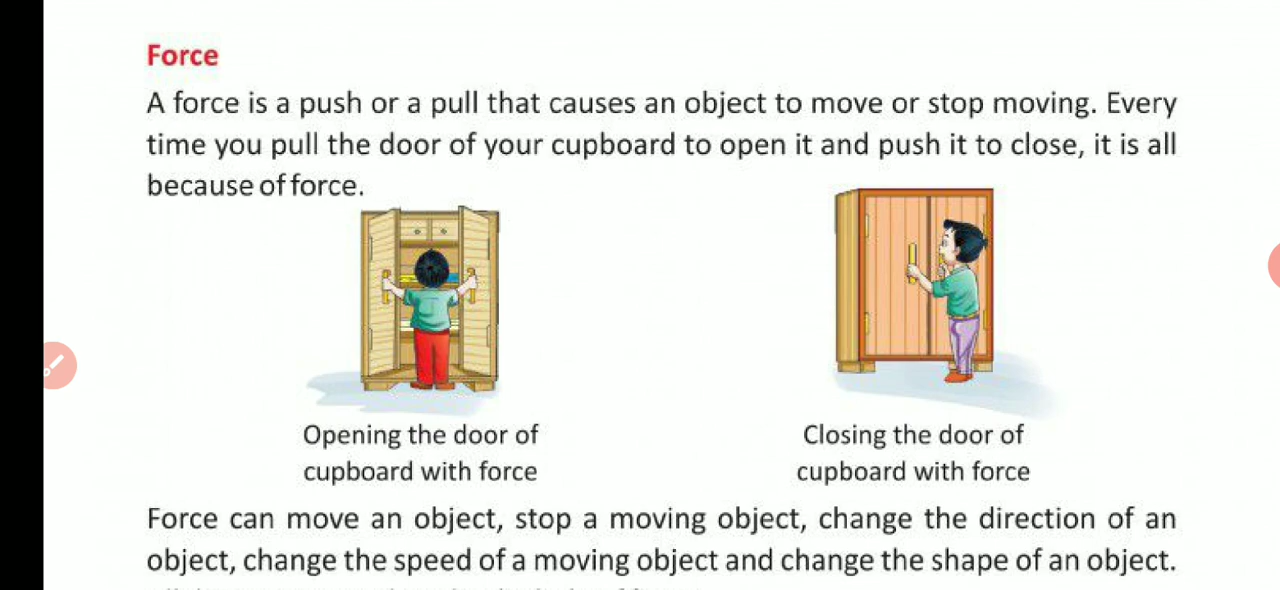 Force
A force is a push or a pull that causes an object to move or stop moving. Every
time you pull the door of your cupboard to open it and push it to close, it is all
because of force.
Opening the door of
cupboard with force
Closing the door of
cupboard with force
Force can move an object, stop a moving object, change the direction of an
object, change the speed of a moving object and change the shape of an object.